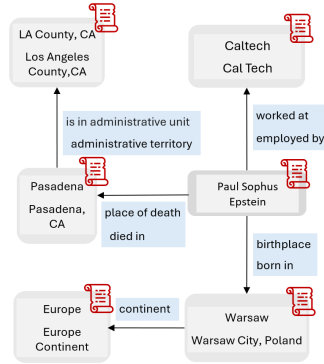 LA County, CA
Los Angeles
County,CA
Caltech
Cal Tech
is in administrative unit
administrative territory
worked at
employed by
Pasadena
Pasadena,
CA
Paul Sophus
Epstein
place of death
died in
birthplace
born in
Europe
Europe
Continent
continent
Warsaw
Warsaw City, Poland